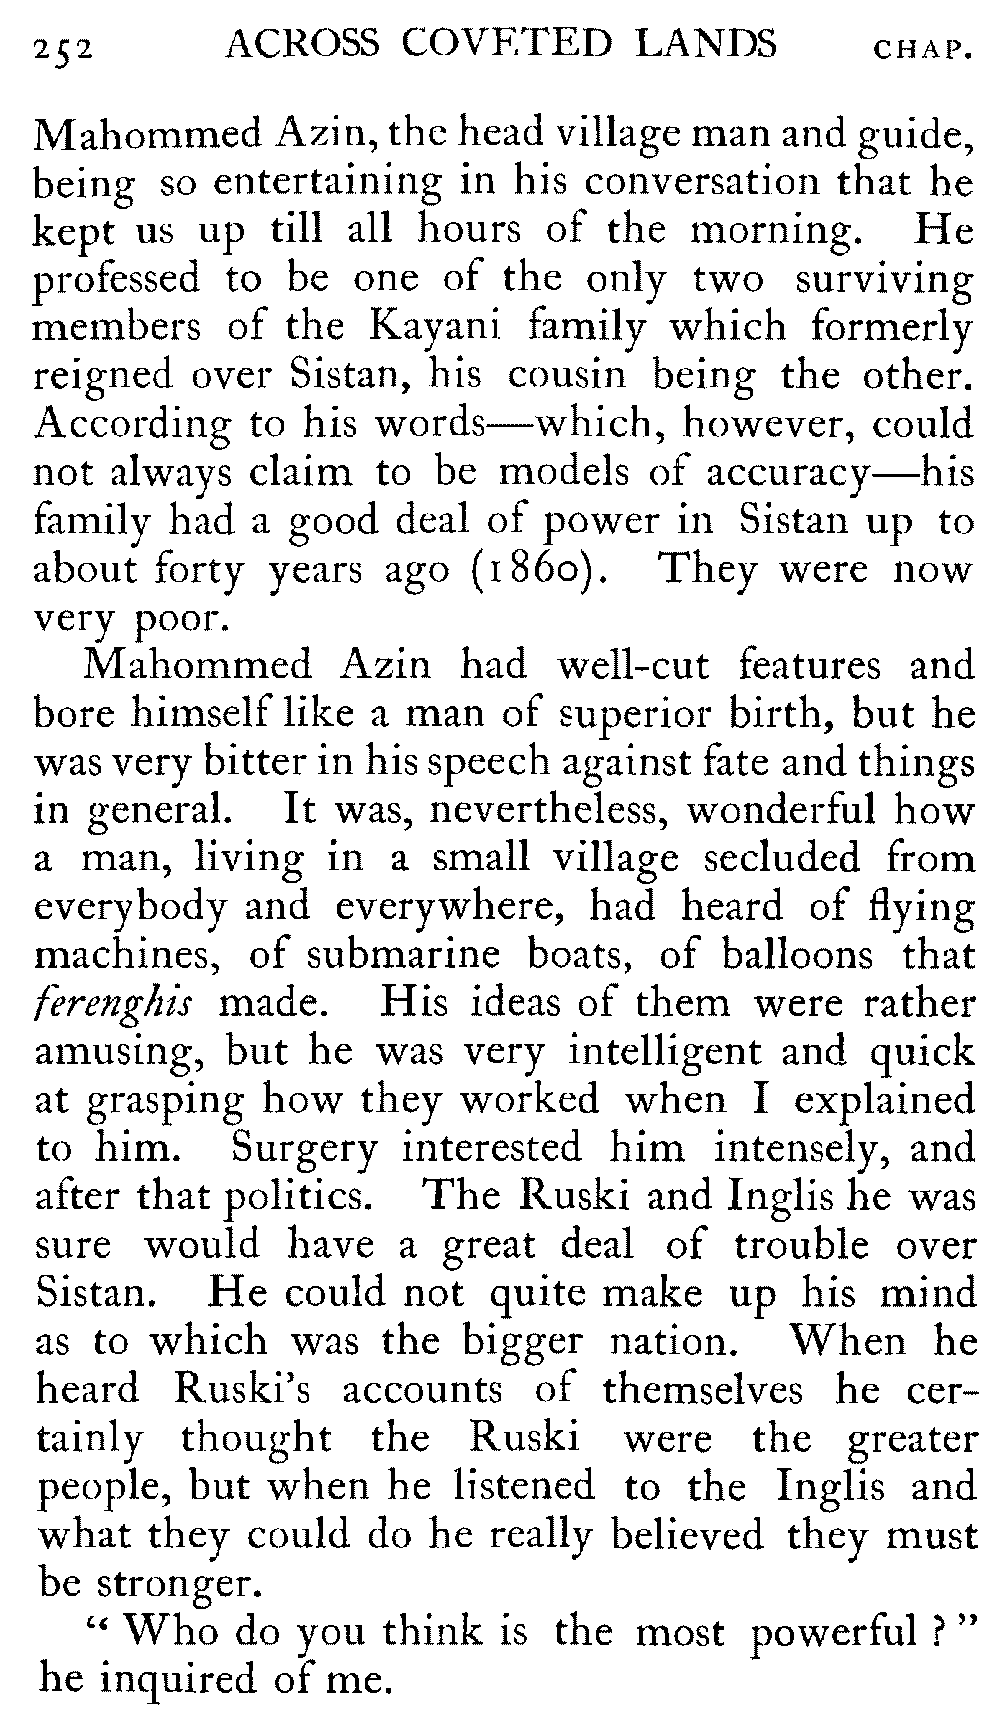 252 ACROSS COVETED LANDS CHAP.
Mahommed Azin, the head village man and guide,
being so entertaining in his conversation that he
kept us up till all hours of the morning. He
professed to be one of the only two surviving
members of the Kayani family which formerly
reigned over Sistan, his cousin being the other.
According to his words—which, however, could
not always claim to be models of accuracy—his
family had a good deal of power in Sistan up to
about forty years ago (1860). They were now
very poor.
Mahommed Azin had well-cut features and
bore himself like a man of superior birth, but he
was very bitter in his speech against fate and things
in general. It was, nevertheless, wonderful how
a man, living in a small village secluded from
everybody and everywhere, had heard of flying
machines, of submarine boats, of balloons that
ferenghis made. His ideas of them were rather
amusing, but he was very intelligent and quick
at grasping how they worked when I explained
to him. Surgery interested him intensely, and
after that politics. The Ruski and Inglis he was
sure would have a great deal of trouble over
Sistan. He could not quite make up his mind
as to which was the bigger nation. When he
heard Ruski's accounts of themselves he cer-
tainly thought the Ruski were the greater
people, but when he listened to the Inglis and
what they could do he really believed they must
be stronger.
“ Who do you think is the most powerful ? ”
he inquired of me.